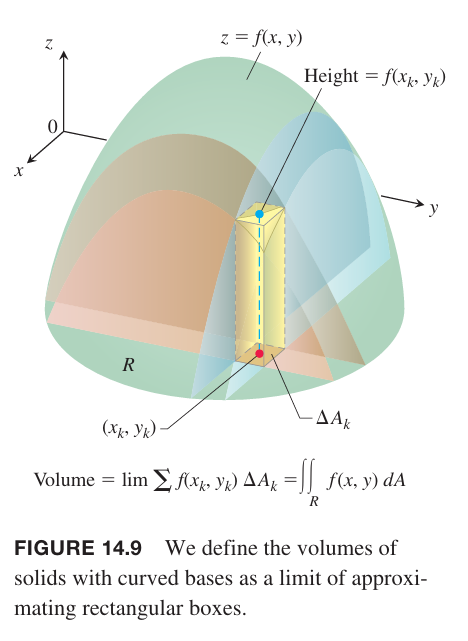 z
z = f(x, y)
Height = f(xₖ, yₖ)
0
x
y
R
(xₖ, yₖ)
ΔAₖ
Volume = lim ∑ f(xₖ, yₖ) ΔAₖ = ∬ f(x, y) dA
R
FIGURE 14.9 We define the volumes of
solids with curved bases as a limit of approxi-
mating rectangular boxes.